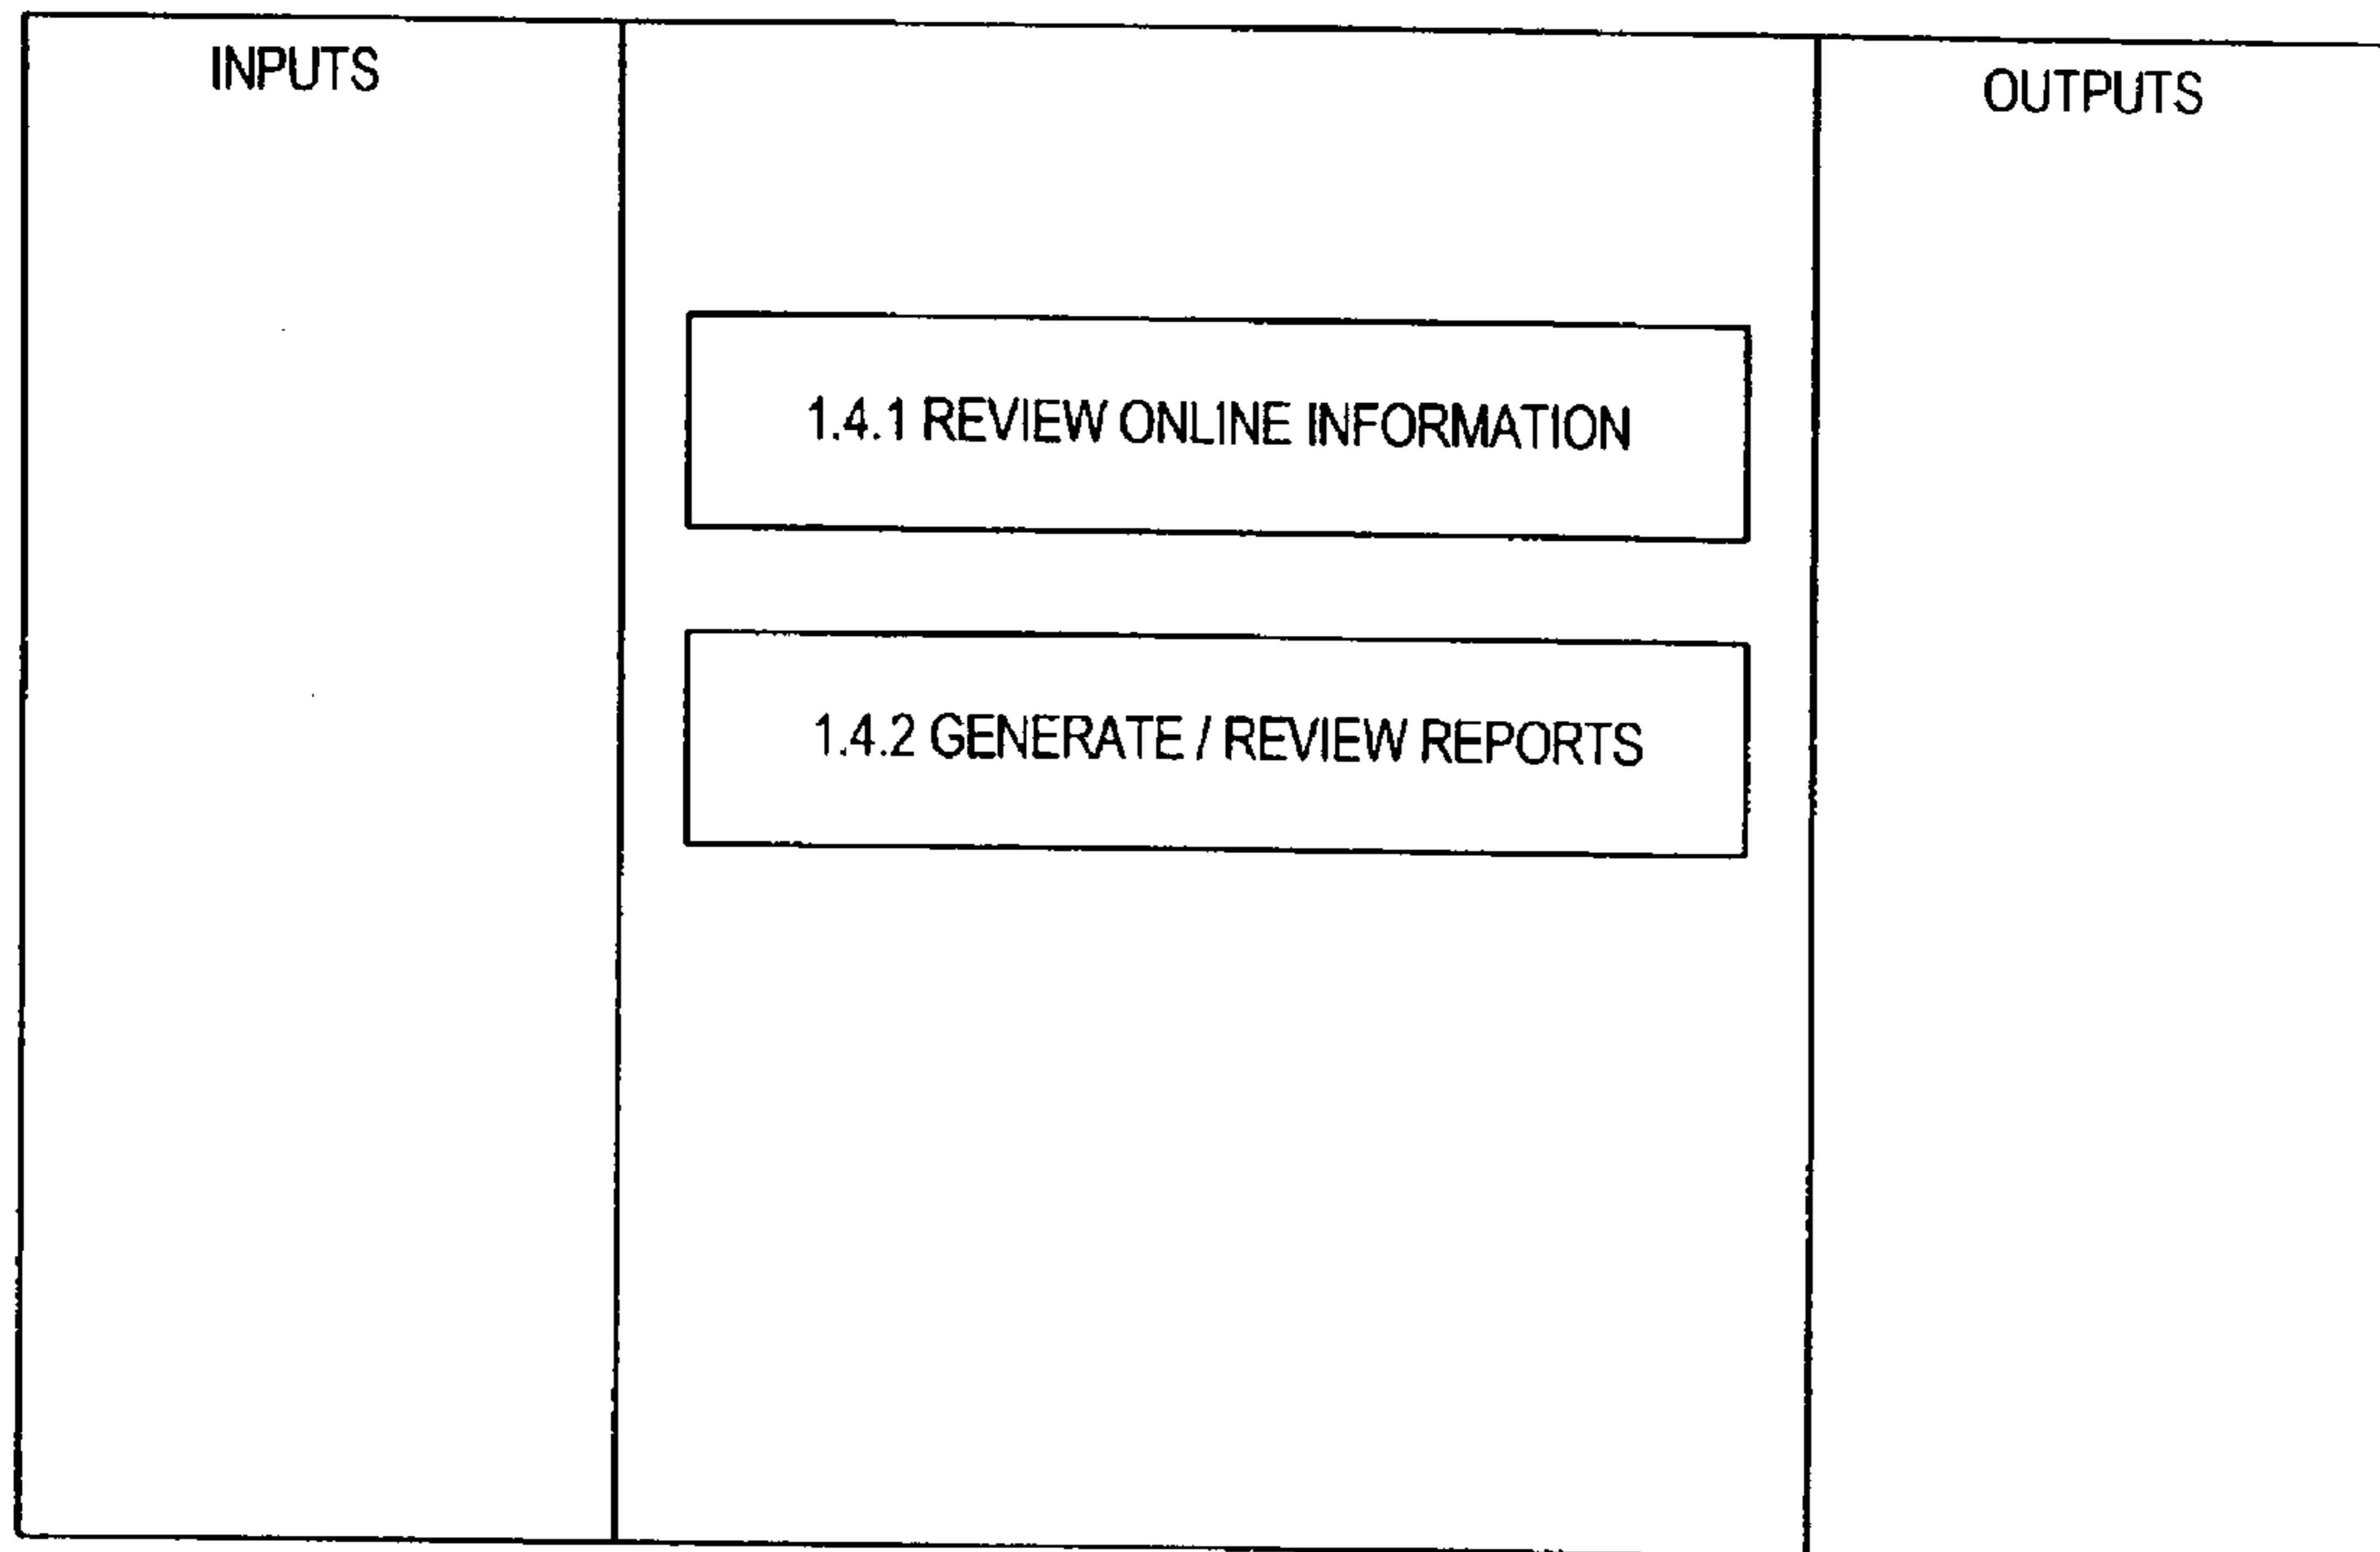 INPUTS
OUTPUTS
1.4.1 REVIEW ONLINE INFORMATION
1.4.2 GENERATE / REVIEW REPORTS